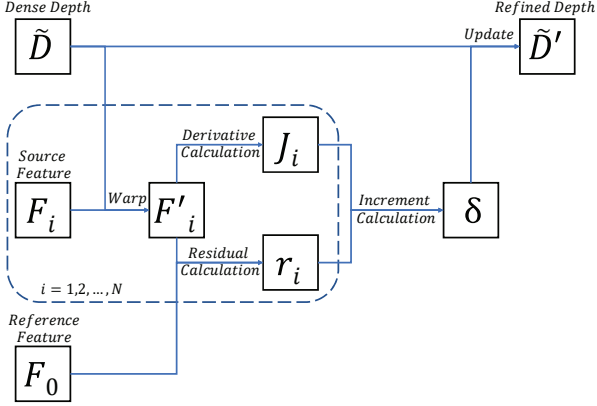 Dense Depth
D̃
Refined Depth
Update
D̃′
Source
Feature
F_i
Warp
F′_i
Derivative
Calculation
J_i
Residual
Calculation
r_i
Increment
Calculation
δ
i = 1,2, ..., N
Reference
Feature
F_0